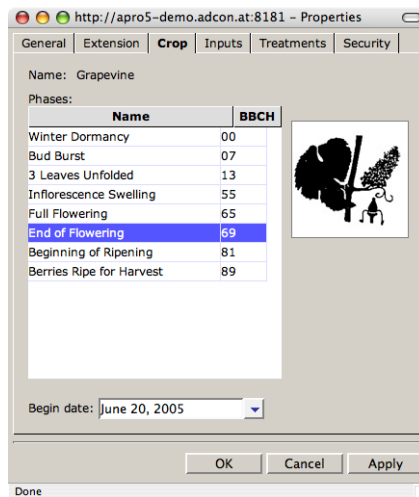 http://apro5-demo.adcon.at:8181 – Properties
General Extension Crop Inputs Treatments Security
Name: Grapevine
Phases:
Name BBCH
Winter Dormancy 00
Bud Burst 07
3 Leaves Unfolded 13
Inflorescence Swelling 55
Full Flowering 65
End of Flowering 69
Beginning of Ripening 81
Berries Ripe for Harvest 89
Begin date: June 20, 2005
OK Cancel Apply
Done